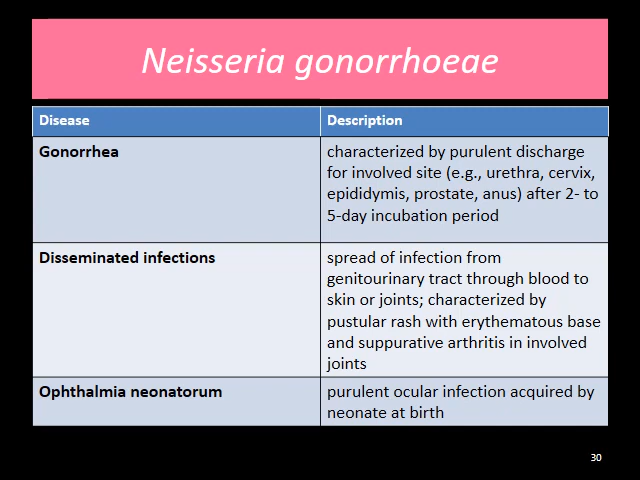 Neisseria gonorrhoeae
Disease
Description
Gonorrhea
characterized by purulent discharge
for involved site (e.g., urethra, cervix,
epididymis, prostate, anus) after 2- to
5-day incubation period
Disseminated infections
spread of infection from
genitourinary tract through blood to
skin or joints; characterized by
pustular rash with erythematous base
and suppurative arthritis in involved
joints
Ophthalmia neonatorum
purulent ocular infection acquired by
neonate at birth
30